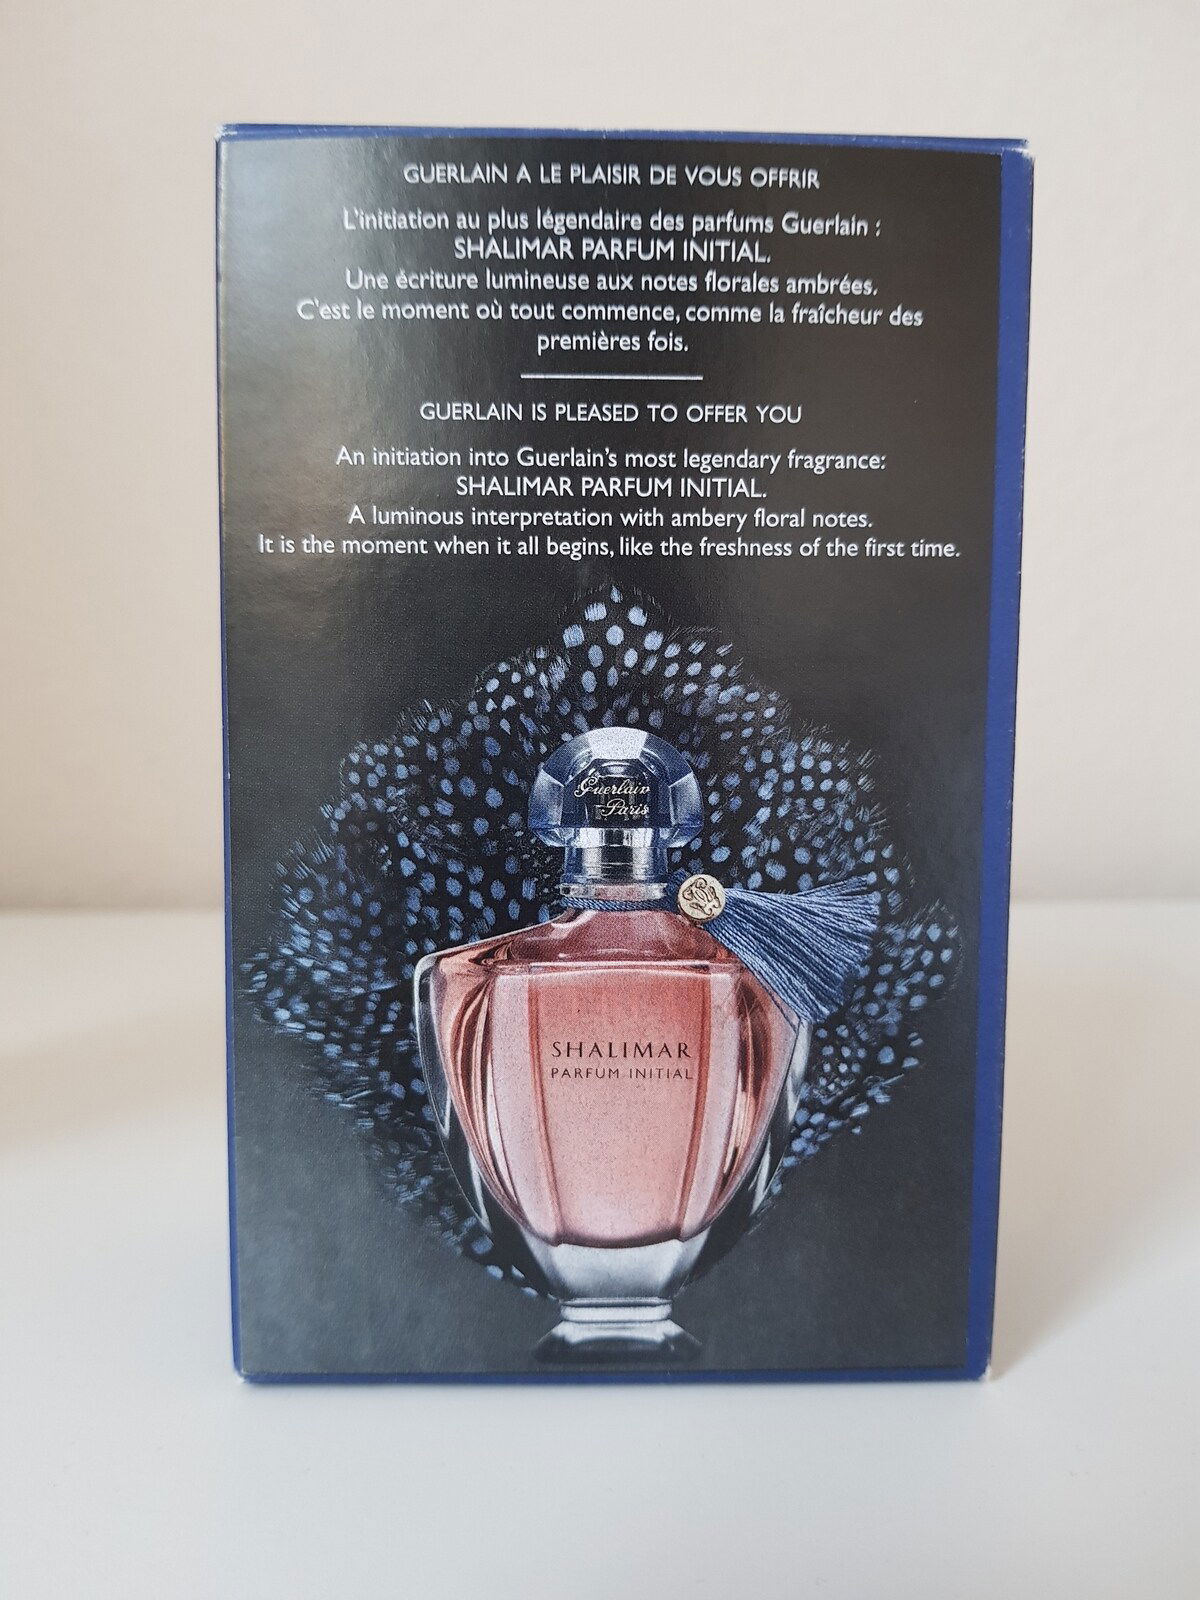 GUERLAIN A LE PLAISIR DE VOUS OFFRIR
L'initiation au plus légendaire des parfums Guerlain :
SHALIMAR PARFUM INITIAL.
Une écriture lumineuse aux notes florales ambrées.
C'est le moment où tout commence, comme la fraîcheur des
premières fois.
GUERLAIN IS PLEASED TO OFFER YOU
An initiation into Guerlain's most legendary fragrance:
SHALIMAR PARFUM INITIAL.
A luminous interpretation with ambery floral notes.
It is the moment when it all begins, like the freshness of the first time.
Guerlain
Paris
SHALIMAR
PARFUM INITIAL